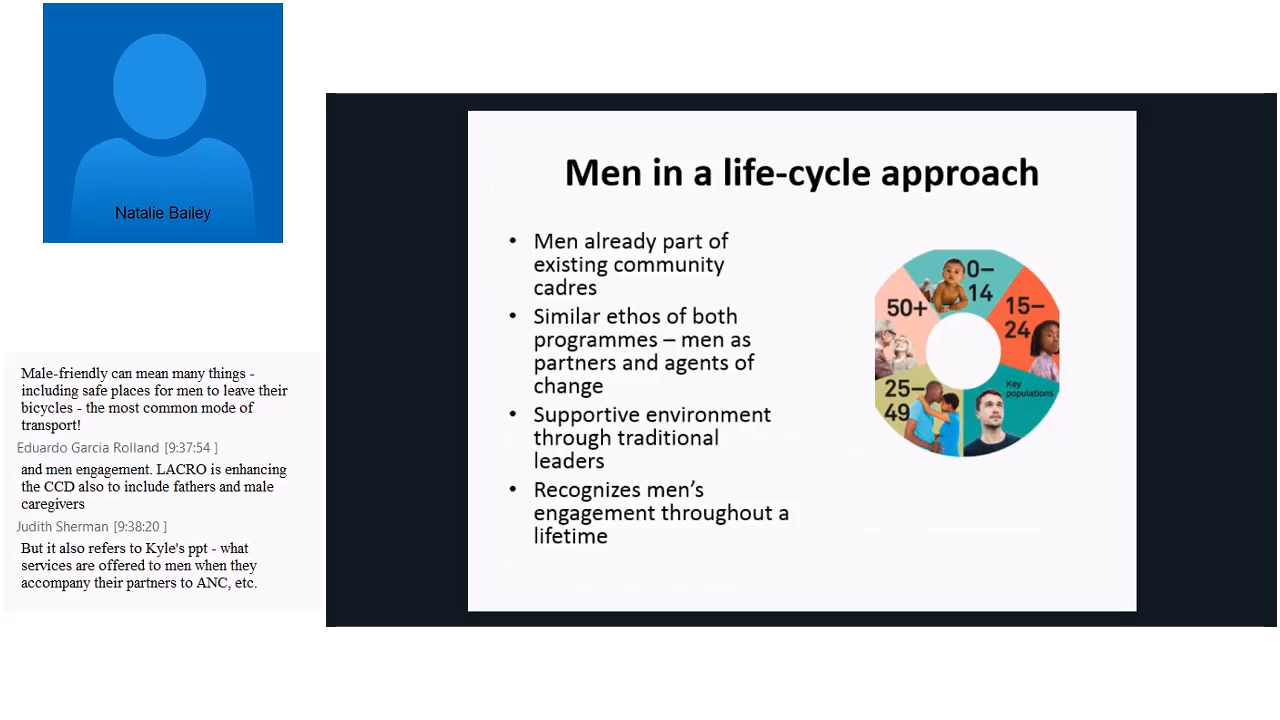 Natalie Bailey
Male-friendly can mean many things -
including safe places for men to leave their
bicycles - the most common mode of
transport!
Eduardo Garcia Rolland [9:37:54 ]
and men engagement. LACRO is enhancing
the CCD also to include fathers and male
caregivers
Judith Sherman [9:38:20 ]
But it also refers to Kyle's ppt - what
services are offered to men when they
accompany their partners to ANC, etc.
Men in a life-cycle approach
• Men already part of
existing community
cadres
• Similar ethos of both
programmes – men as
partners and agents of
change
• Supportive environment
through traditional
leaders
• Recognizes men’s
engagement throughout a
lifetime
0–
14
15–
24
Key
populations
25–
49
50+